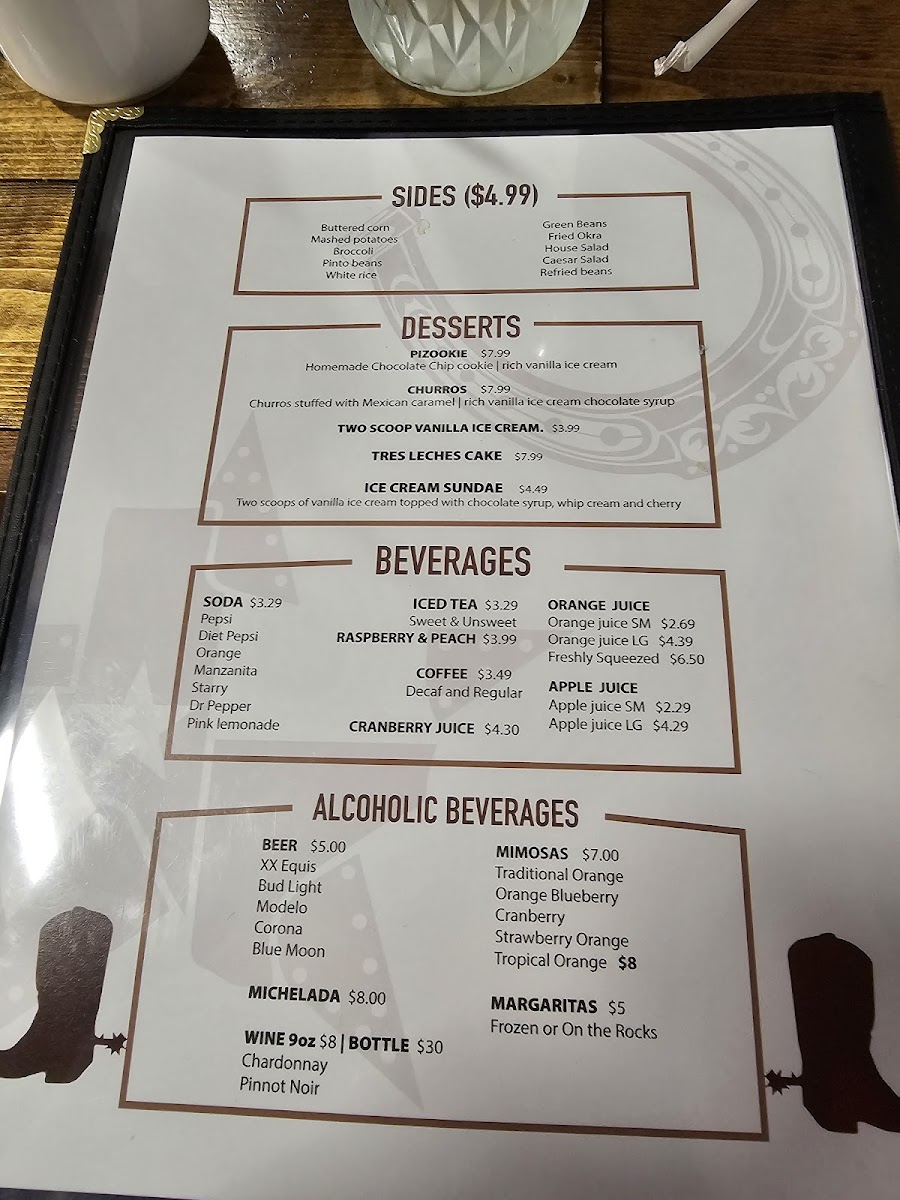 SIDES ($4.99)
Buttered corn
Mashed potatoes
Broccoli
Pinto beans
White rice
Green Beans
Fried Okra
House Salad
Caesar Salad
Refried beans
DESSERTS
PIZOOKIE $7.99
Homemade Chocolate Chip cookie | rich vanilla ice cream
CHURROS $7.99
Churros stuffed with Mexican caramel | rich vanilla ice cream chocolate syrup
TWO SCOOP VANILLA ICE CREAM. $3.99
TRES LECHES CAKE $7.99
ICE CREAM SUNDAE $4.49
Two scoops of vanilla ice cream topped with chocolate syrup, whip cream and cherry
BEVERAGES
SODA $3.29
Pepsi
Diet Pepsi
Orange
Manzanita
Starry
Dr Pepper
Pink lemonade
ICED TEA $3.29
Sweet & Unsweet
RASPBERRY & PEACH $3.99
COFFEE $3.49
Decaf and Regular
CRANBERRY JUICE $4.30
ORANGE JUICE
Orange juice SM $2.69
Orange juice LG $4.39
Freshly Squeezed $6.50
APPLE JUICE
Apple juice SM $2.29
Apple juice LG $4.29
ALCOHOLIC BEVERAGES
BEER $5.00
XX Equis
Bud Light
Modelo
Corona
Blue Moon
MICHELADA $8.00
WINE 9oz $8 | BOTTLE $30
Chardonnay
Pinnot Noir
MIMOSAS $7.00
Traditional Orange
Orange Blueberry
Cranberry
Strawberry Orange
Tropical Orange $8
MARGARITAS $5
Frozen or On the Rocks